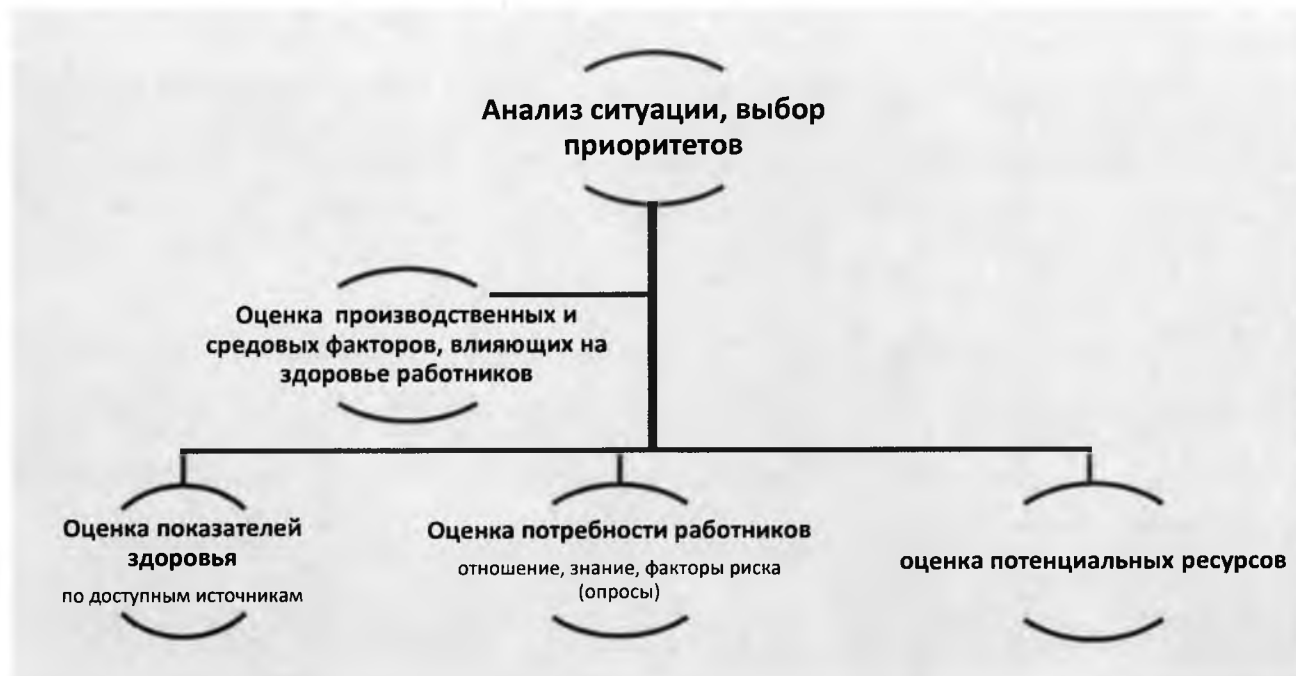 Анализ ситуации, выбор
приоритетов
Оценка производственных и
средовых факторов, влияющих на
здоровье работников
Оценка показателей
здоровья
по доступным источникам
Оценка потребности работников
отношение, знание, факторы риска
(опросы)
оценка потенциальных ресурсов